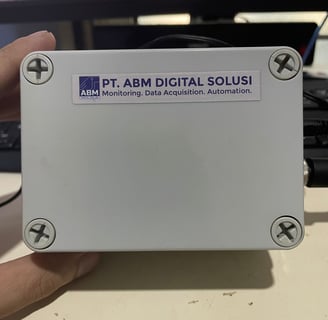 ABM
PT. ABM DIGITAL SOLUSI
Monitoring. Data Acquisition. Automation.